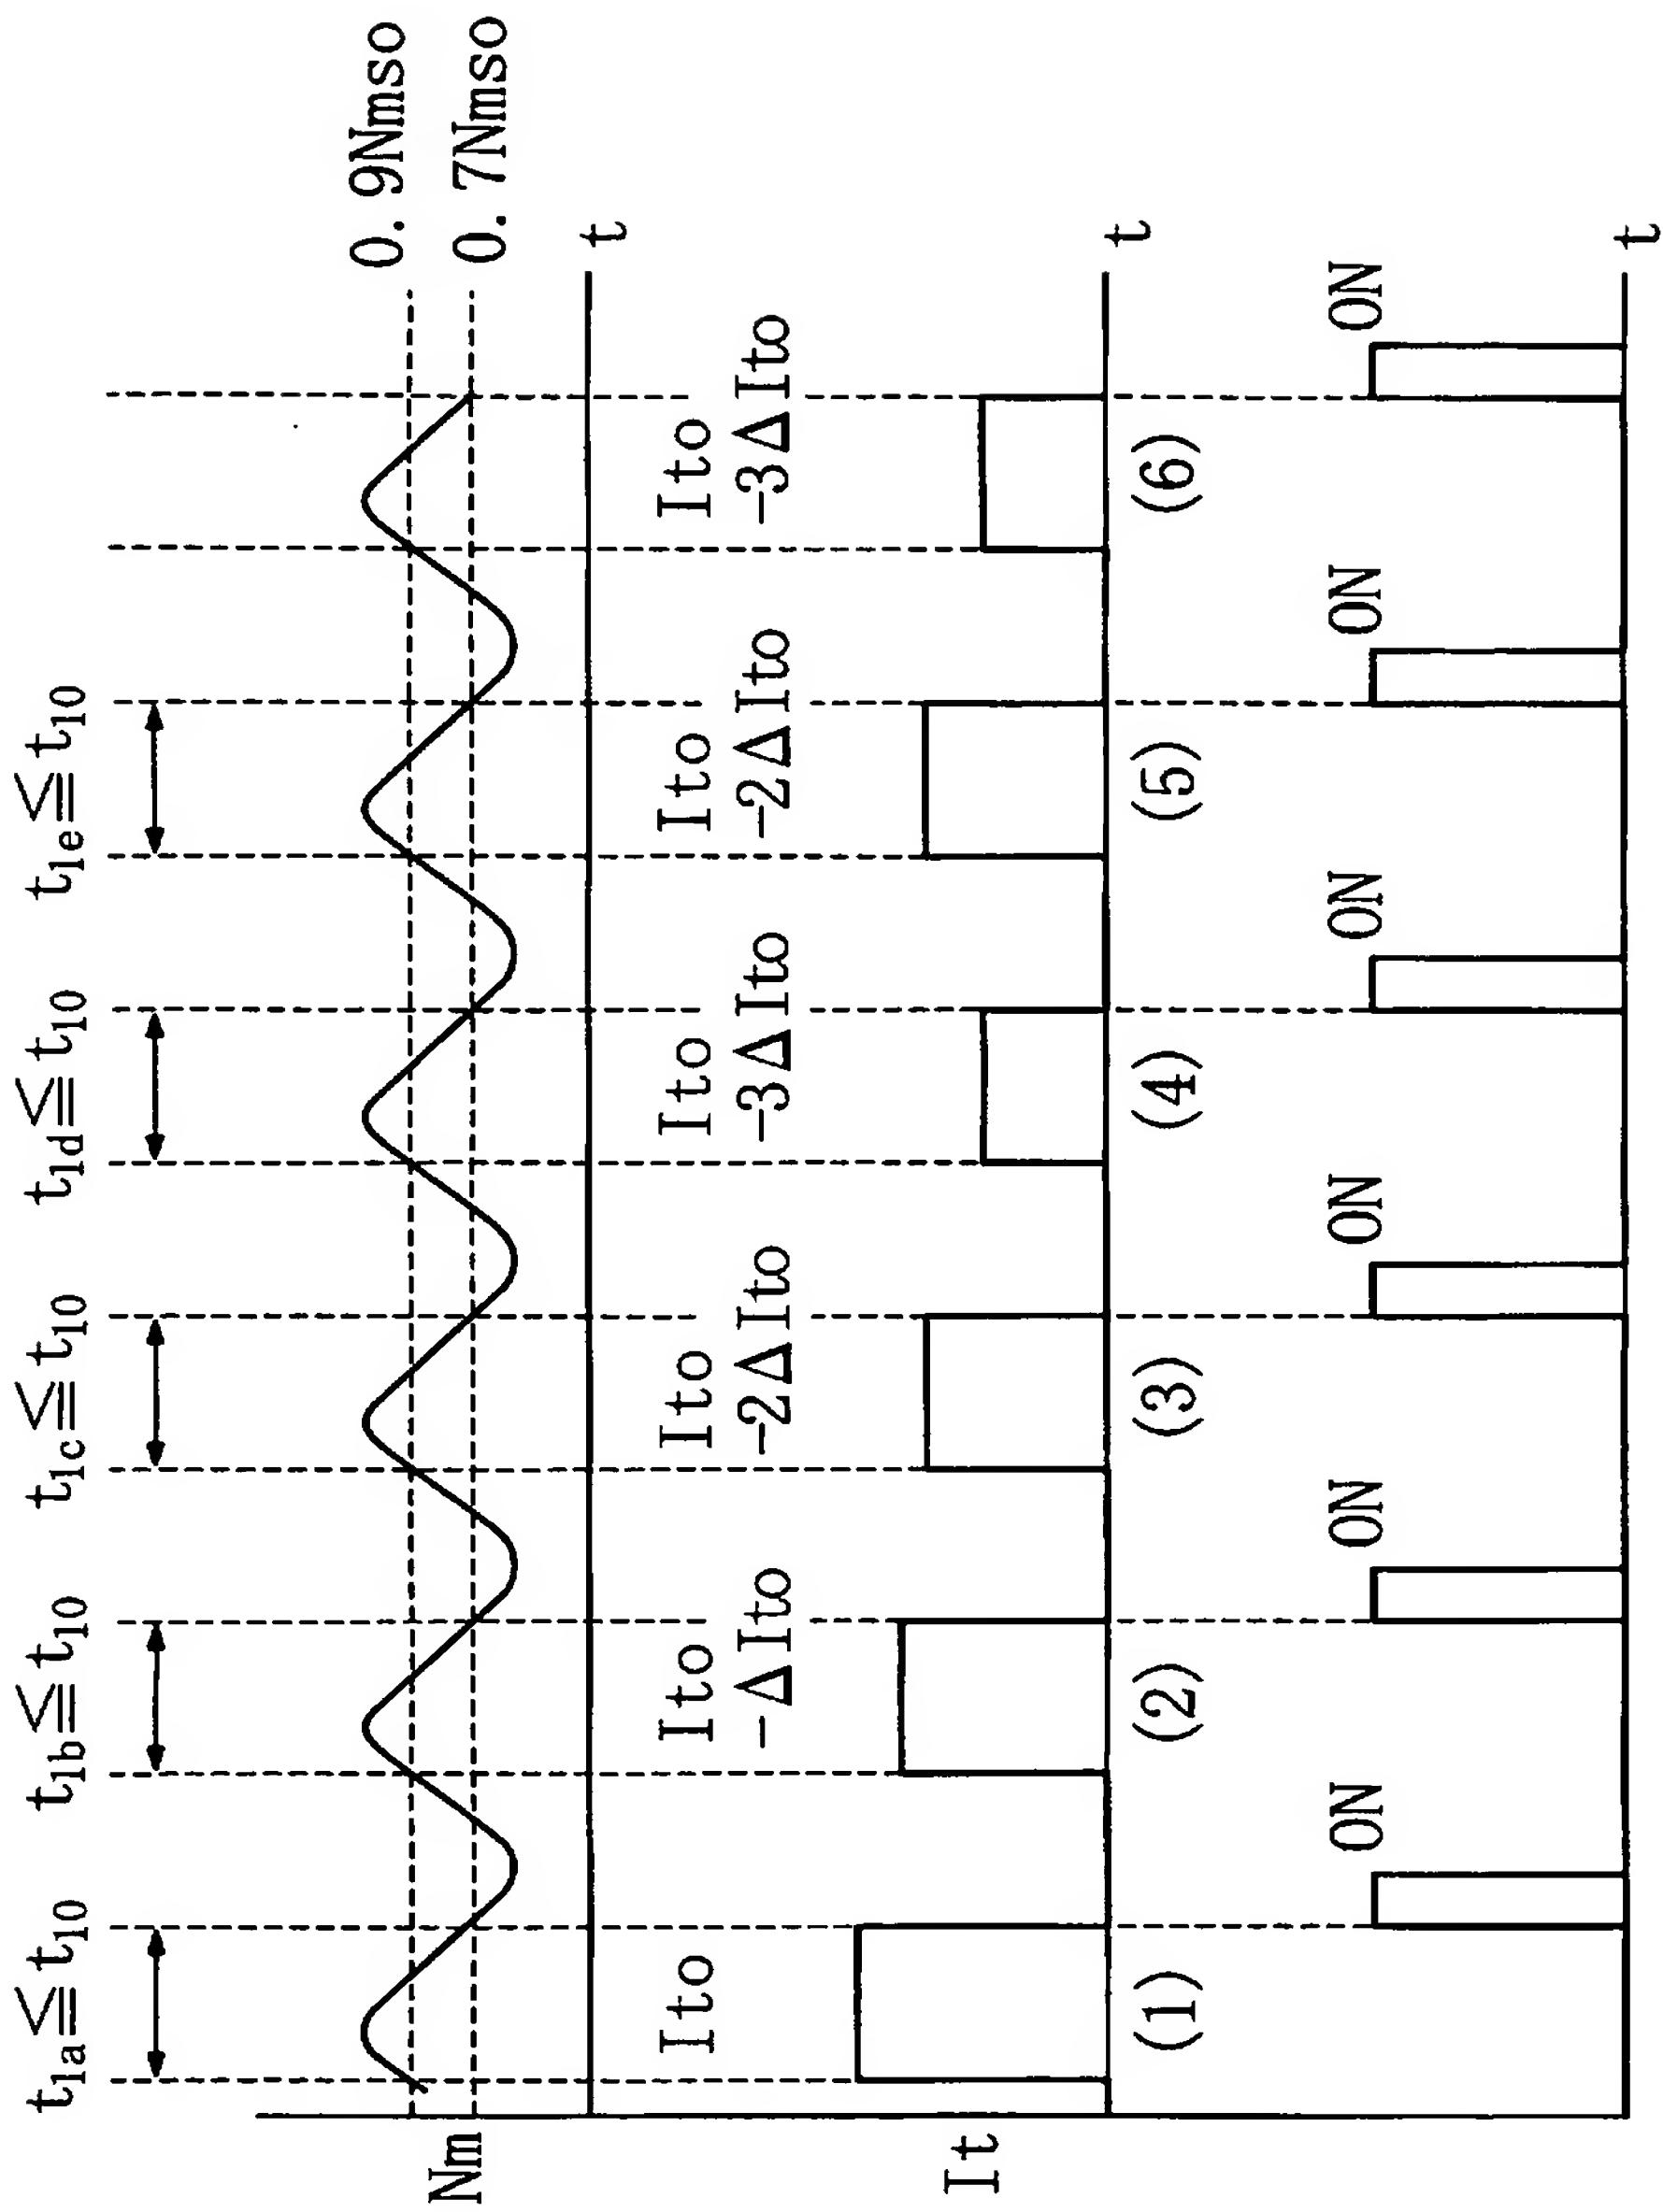 t1a≦t10 t1b≦t10 t1c≦t10 t1d≦t10 t1e≦t10
0.9Nmso
Nm 0.7Nmso
t
Ito Ito Ito Ito Ito Ito
-ΔIto -2ΔIto -3ΔIto -2ΔIto -3ΔIto
It t
(1) (2) (3) (4) (5) (6)
ON ON ON ON ON ON
t